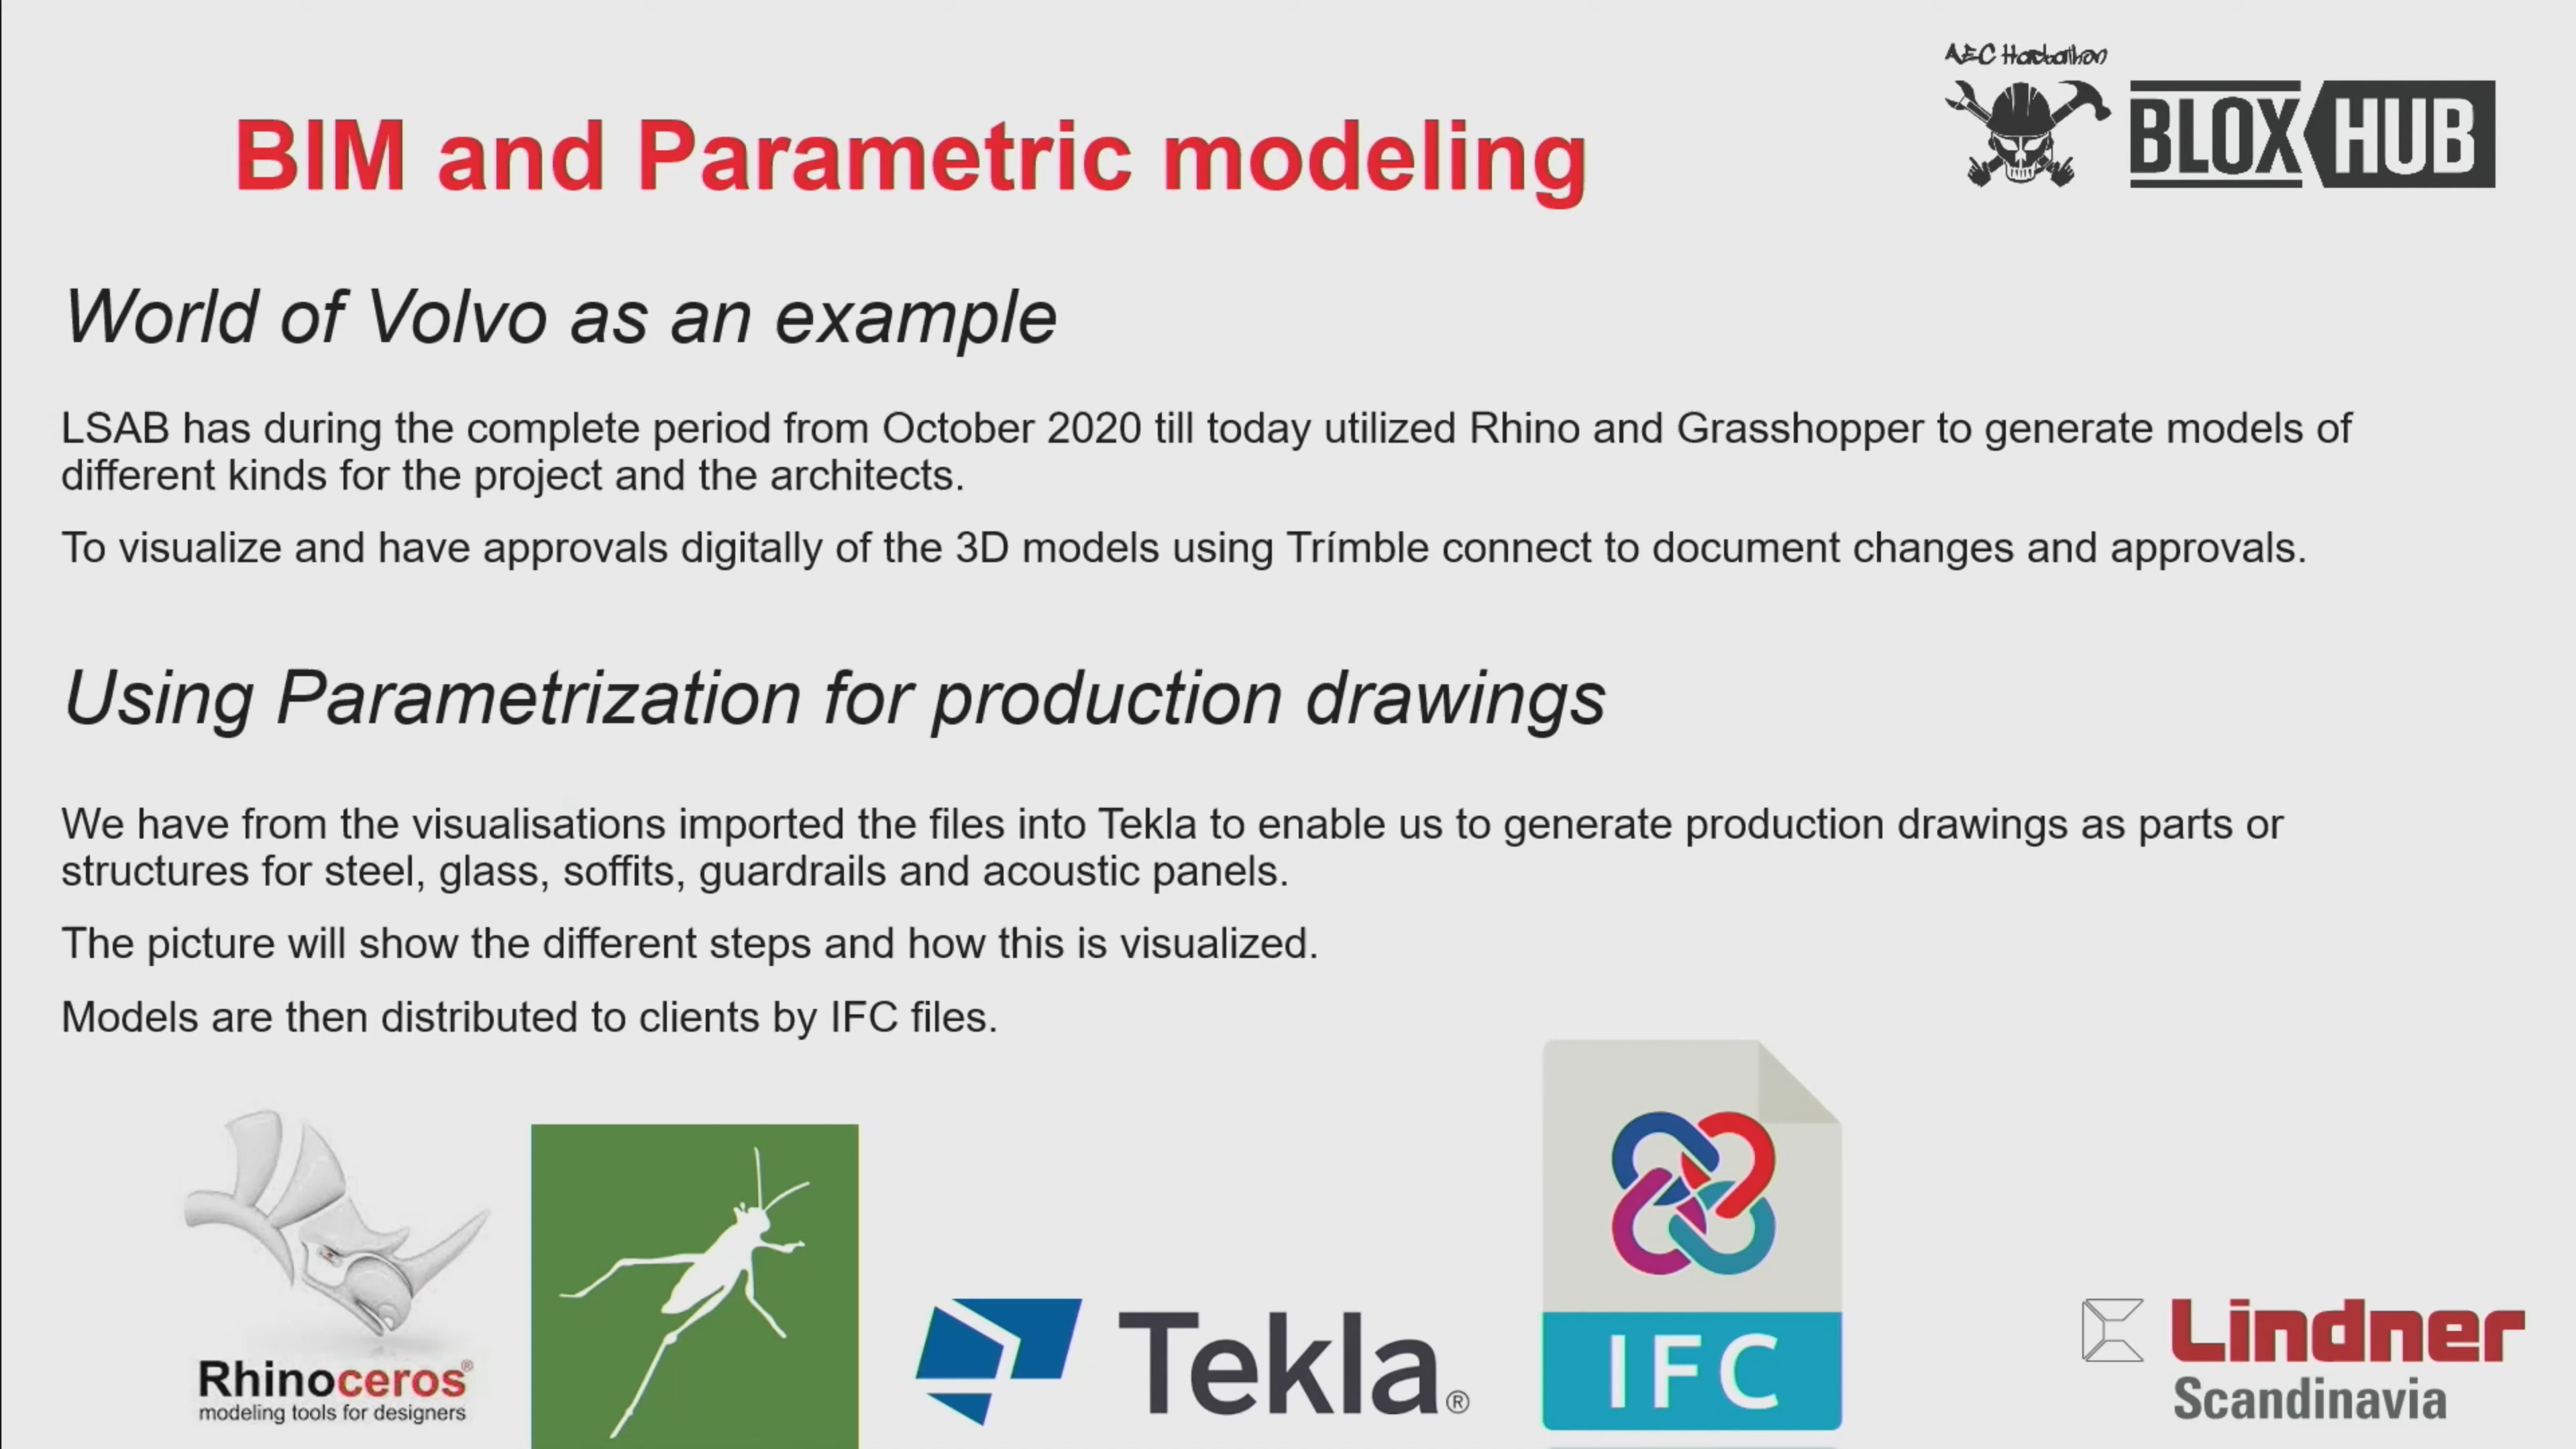 AEC Hackathon
BLOXHUB
BIM and Parametric modeling
World of Volvo as an example
LSAB has during the complete period from October 2020 till today utilized Rhino and Grasshopper to generate models of
different kinds for the project and the architects.
To visualize and have approvals digitally of the 3D models using Trímble connect to document changes and approvals.
Using Parametrization for production drawings
We have from the visualisations imported the files into Tekla to enable us to generate production drawings as parts or
structures for steel, glass, soffits, guardrails and acoustic panels.
The picture will show the different steps and how this is visualized.
Models are then distributed to clients by IFC files.
Rhinoceros®
modeling tools for designers
Tekla®
IFC
Lindner
Scandinavia